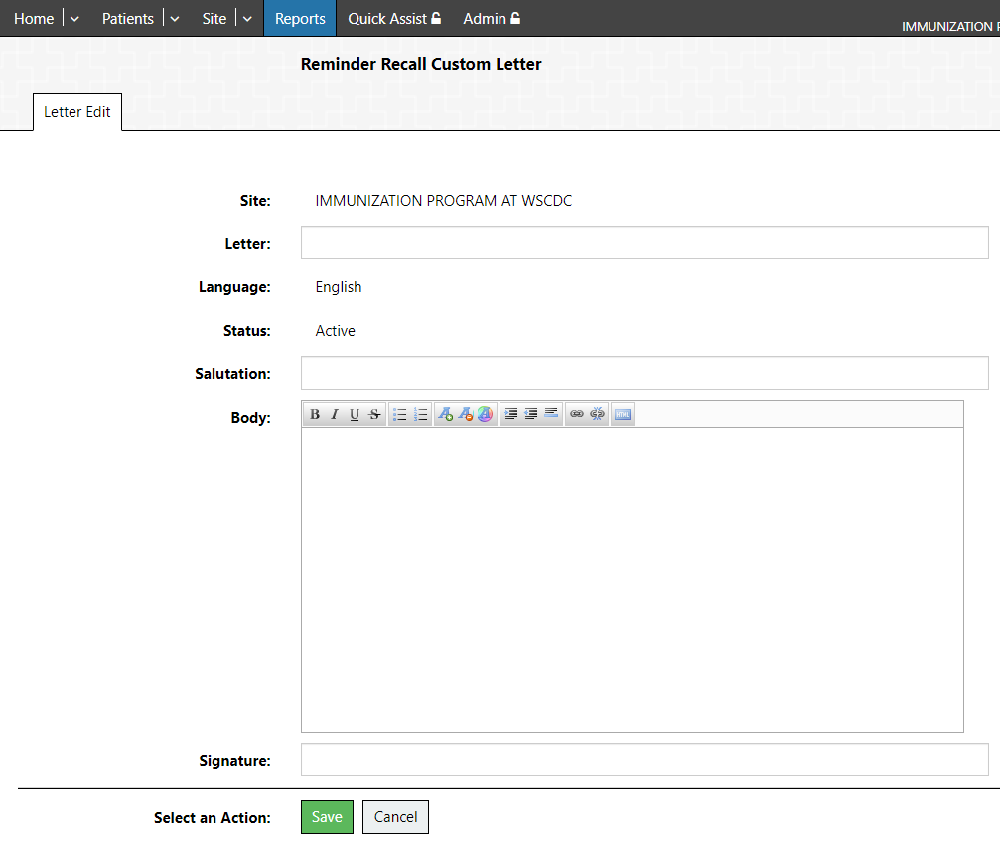 Home Patients Site Reports Quick Assist Admin
IMMUNIZATION
Reminder Recall Custom Letter
Letter Edit
Site: IMMUNIZATION PROGRAM AT WSCDC
Letter:
Language: English
Status: Active
Salutation:
Body: B I U S HTML
Signature:
Select an Action: Save Cancel